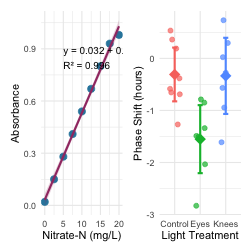 y = 0.032 + 0.
R² = 0.996
0.9
0.6
0.3
0.0
Absorbance
0
5
10
15
20
Nitrate-N (mg/L)
0
-1
-2
-3
Phase Shift (hours)
Control
Eyes
Knees
Light Treatment